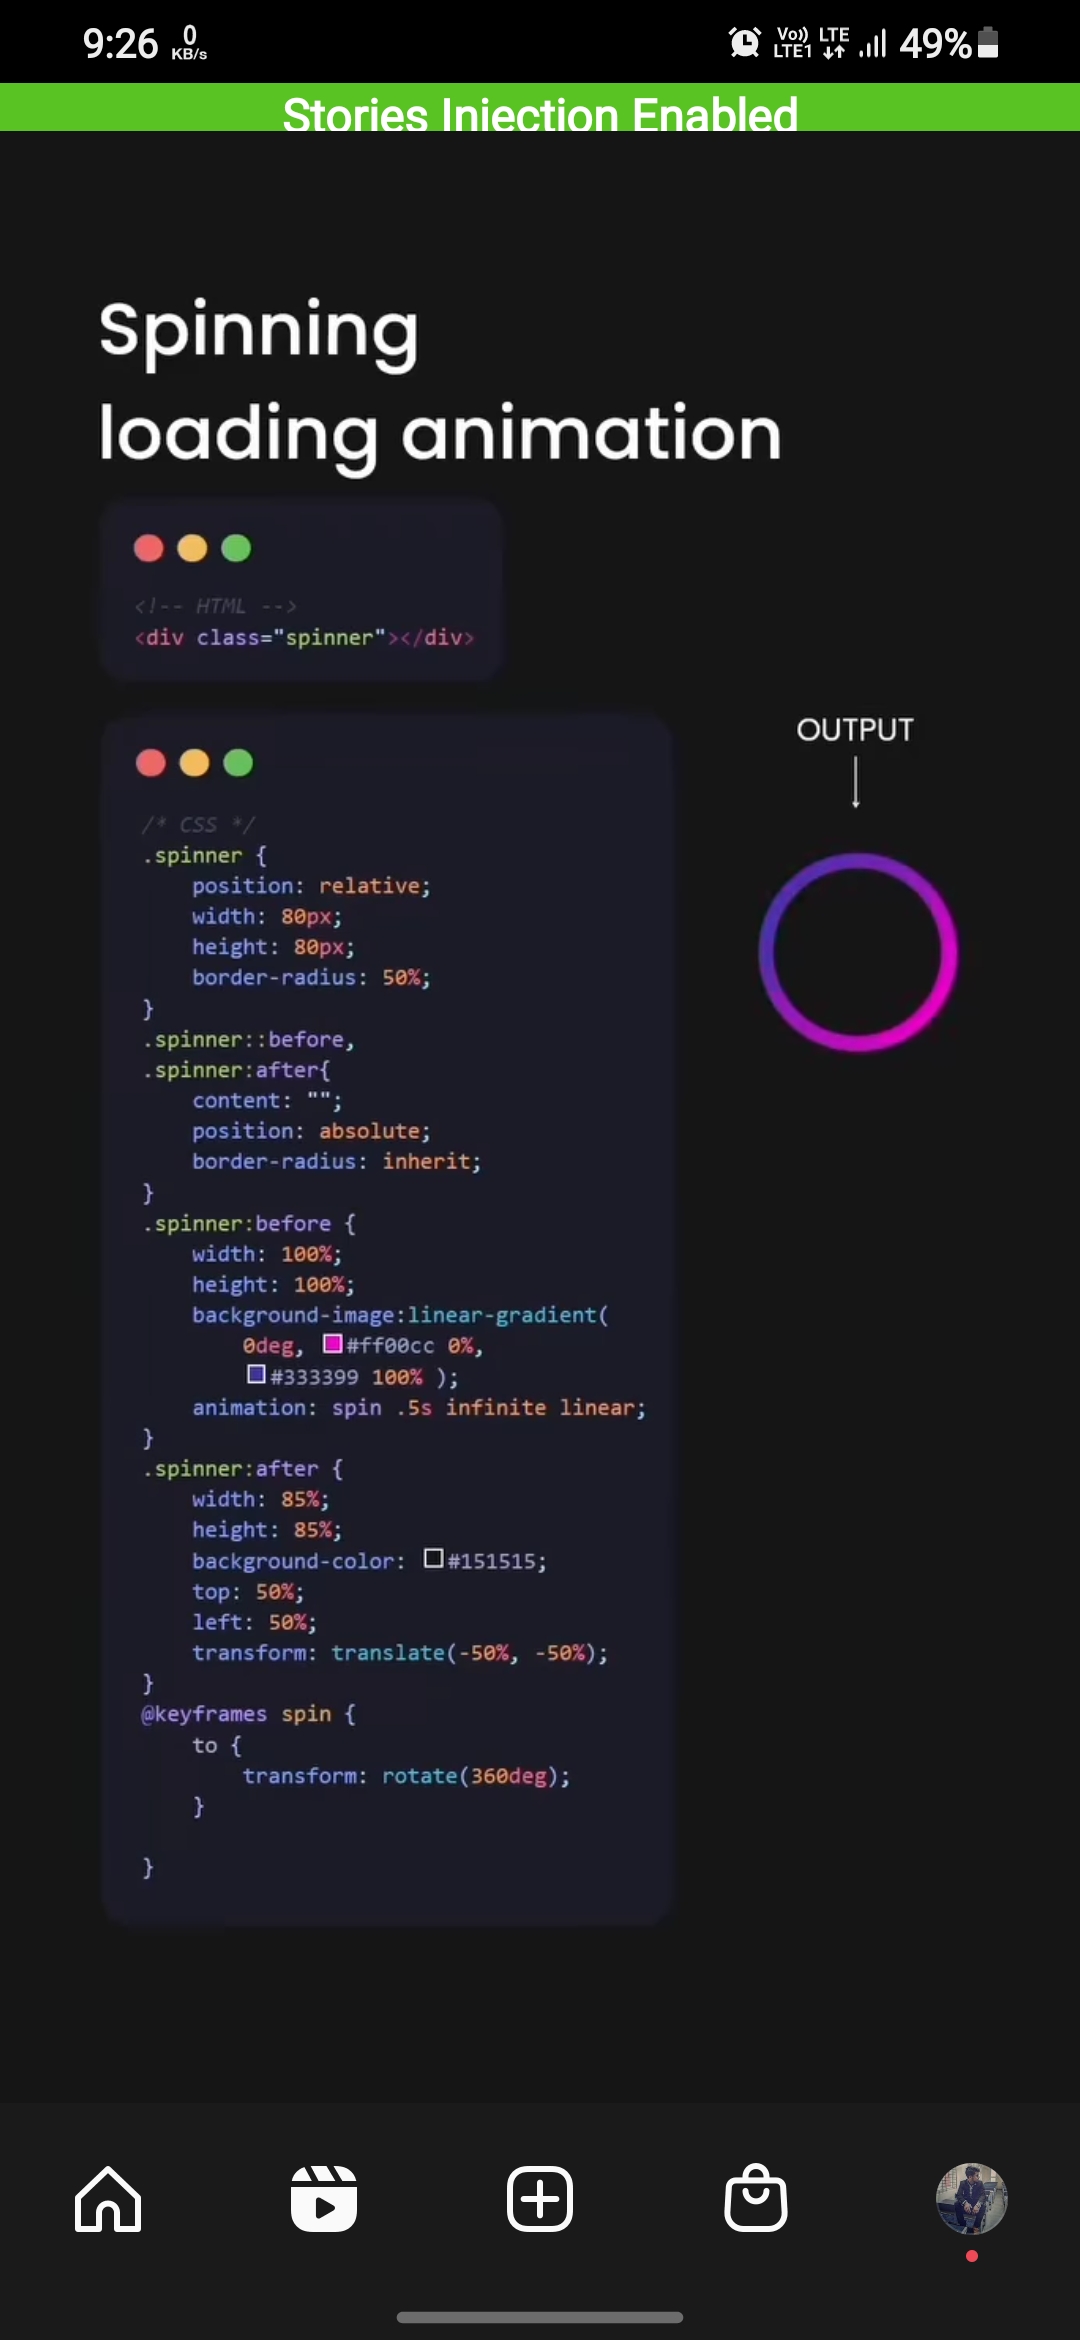 9:26 0 KB/s Vo)) LTE1 LTE 49%
Stories Injection Enabled
Spinning
loading animation
<!-- HTML -->
<div class="spinner"></div>
OUTPUT
/* CSS */
.spinner {
    position: relative;
    width: 80px;
    height: 80px;
    border-radius: 50%;
}
.spinner::before,
.spinner:after{
    content: "";
    position: absolute;
    border-radius: inherit;
}
.spinner:before {
    width: 100%;
    height: 100%;
    background-image:linear-gradient(
        0deg, #ff00cc 0%,
        #333399 100% );
    animation: spin .5s infinite linear;
}
.spinner:after {
    width: 85%;
    height: 85%;
    background-color: #151515;
    top: 50%;
    left: 50%;
    transform: translate(-50%, -50%);
}
@keyframes spin {
    to {
        transform: rotate(360deg);
    }
}